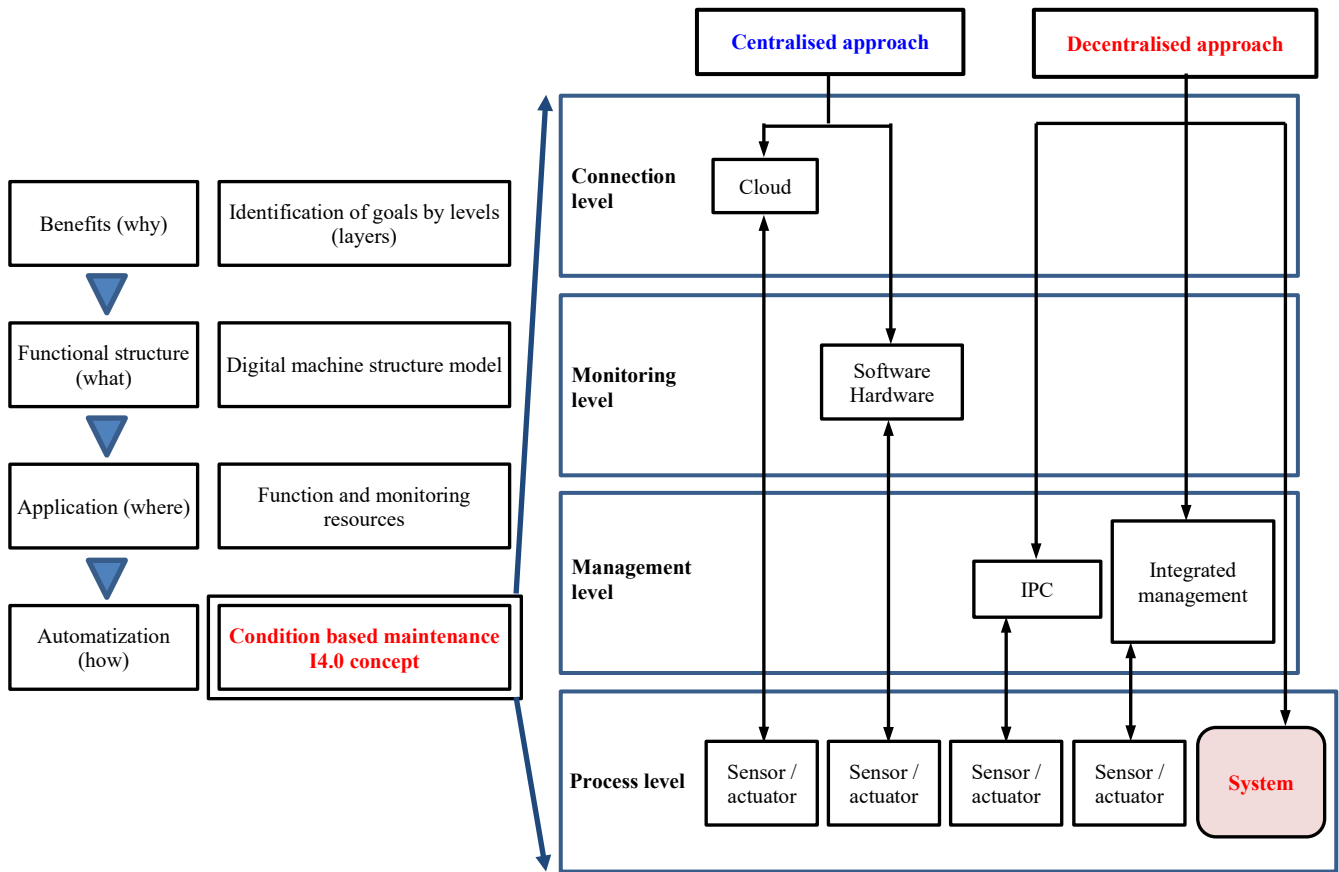 Centralised approach
Decentralised approach
Benefits (why)
Identification of goals by levels
(layers)
Functional structure
(what)
Digital machine structure model
Application (where)
Function and monitoring
resources
Automatization
(how)
Condition based maintenance
I4.0 concept
Connection
level
Cloud
Monitoring
level
Software
Hardware
Management
level
IPC
Integrated
management
Process level
Sensor /
actuator
Sensor /
actuator
Sensor /
actuator
Sensor /
actuator
System